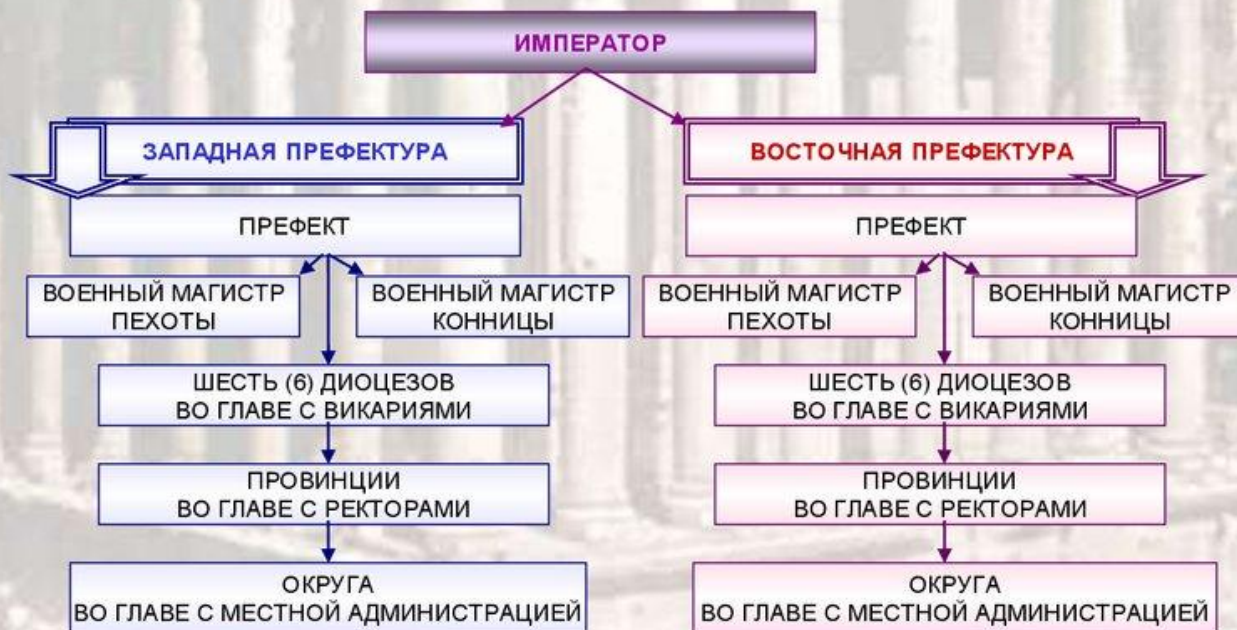 ИМПЕРАТОР
ЗАПАДНАЯ ПРЕФЕКТУРА
ПРЕФЕКТ
ВОЕННЫЙ МАГИСТР
ПЕХОТЫ
ВОЕННЫЙ МАГИСТР
КОННИЦЫ
ШЕСТЬ (6) ДИОЦЕЗОВ
ВО ГЛАВЕ С ВИКАРИЯМИ
ПРОВИНЦИИ
ВО ГЛАВЕ С РЕКТОРАМИ
ОКРУГА
ВО ГЛАВЕ С МЕСТНОЙ АДМИНИСТРАЦИЕЙ
ВОСТОЧНАЯ ПРЕФЕКТУРА
ПРЕФЕКТ
ВОЕННЫЙ МАГИСТР
ПЕХОТЫ
ВОЕННЫЙ МАГИСТР
КОННИЦЫ
ШЕСТЬ (6) ДИОЦЕЗОВ
ВО ГЛАВЕ С ВИКАРИЯМИ
ПРОВИНЦИИ
ВО ГЛАВЕ С РЕКТОРАМИ
ОКРУГА
ВО ГЛАВЕ С МЕСТНОЙ АДМИНИСТРАЦИЕЙ